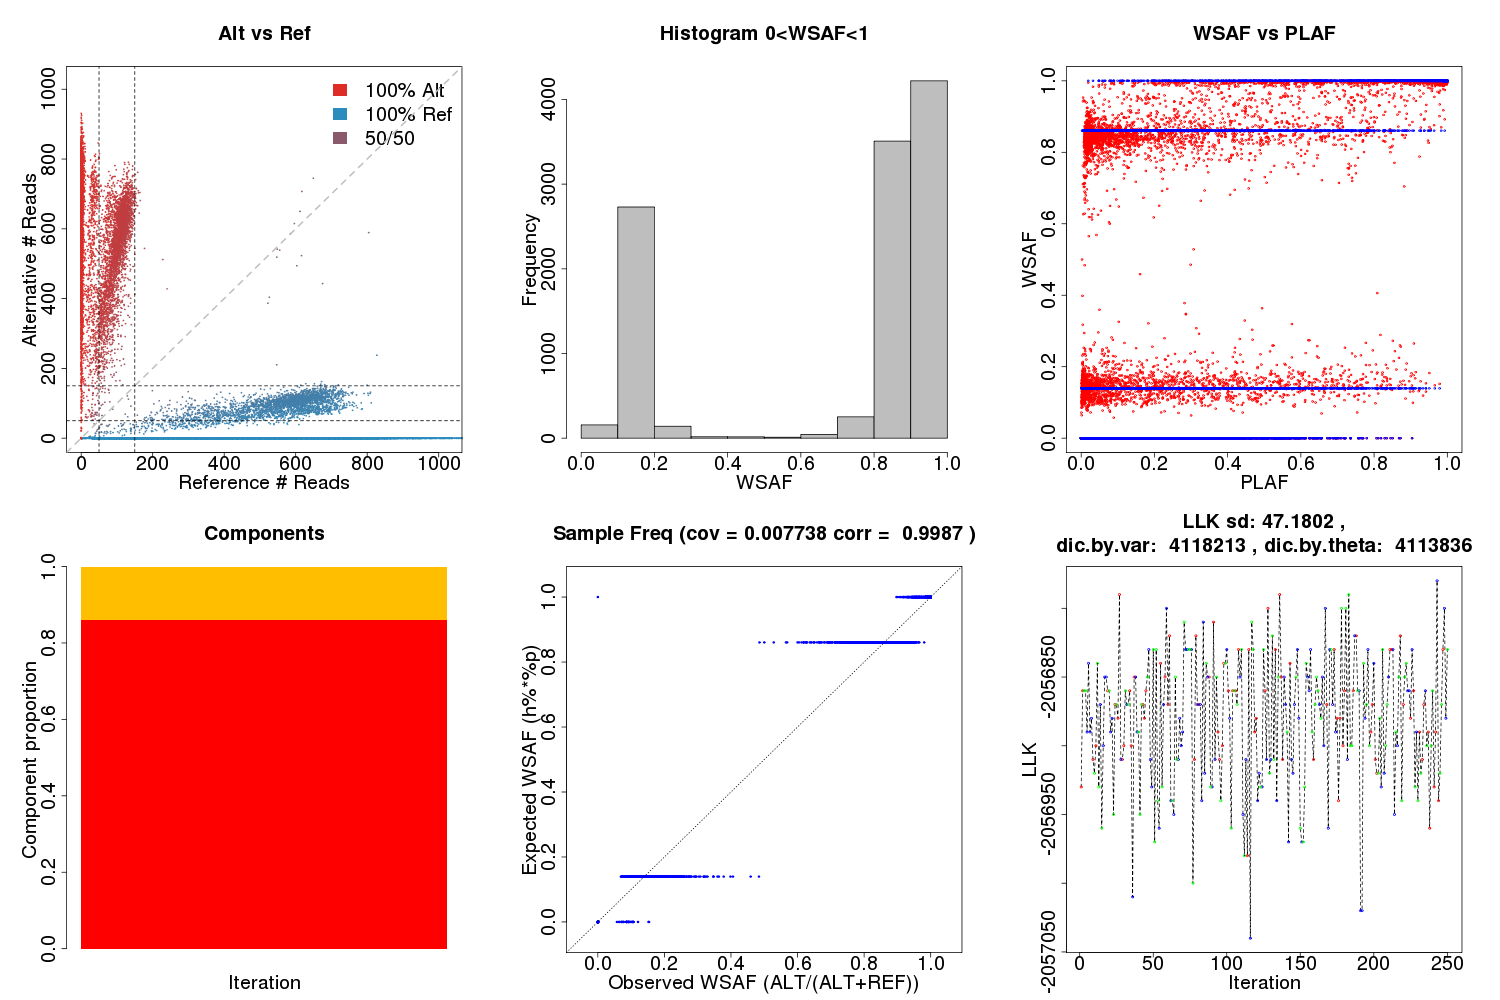 Alt vs Ref
100% Alt
100% Ref
50/50
Alternative # Reads
0 200 400 600 800 1000
0 200 400 600 800 1000
Reference # Reads
Histogram 0<WSAF<1
Frequency
0 1000 2000 3000 4000
0.0 0.2 0.4 0.6 0.8 1.0
WSAF
WSAF vs PLAF
WSAF
0.0 0.2 0.4 0.6 0.8 1.0
0.0 0.2 0.4 0.6 0.8 1.0
PLAF
Components
Component proportion
0.0 0.2 0.4 0.6 0.8 1.0
Iteration
Sample Freq (cov = 0.007738 corr = 0.9987 )
Expected WSAF (h%*%p)
0.0 0.2 0.4 0.6 0.8 1.0
0.0 0.2 0.4 0.6 0.8 1.0
Observed WSAF (ALT/(ALT+REF))
LLK sd: 47.1802 ,
dic.by.var: 4118213 , dic.by.theta: 4113836
LLK
-2057050 -2056950 -2056850
0 50 100 150 200 250
Iteration